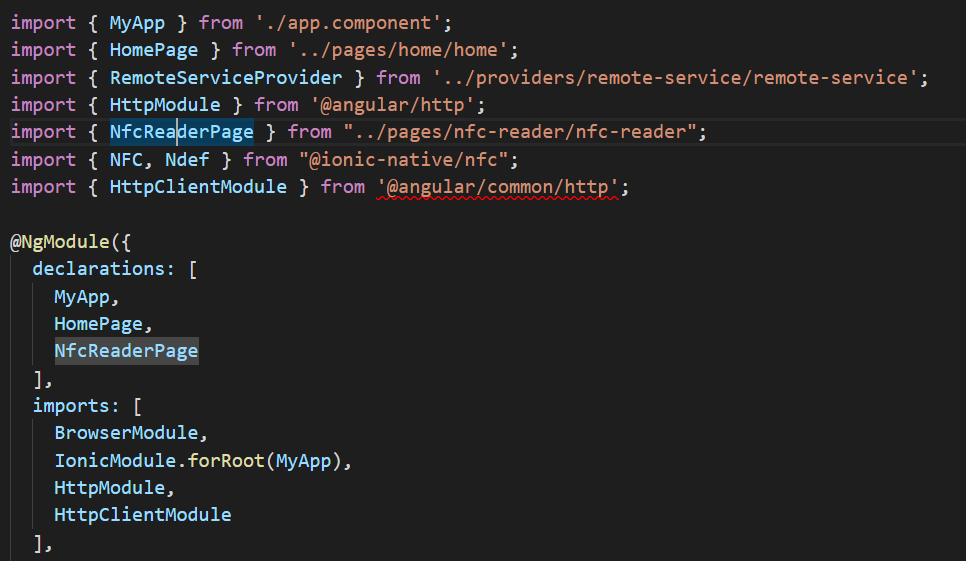 import { MyApp } from './app.component';
import { HomePage } from '../pages/home/home';
import { RemoteServiceProvider } from '../providers/remote-service/remote-service';
import { HttpModule } from '@angular/http';
import { NfcReaderPage } from "../pages/nfc-reader/nfc-reader";
import { NFC, Ndef } from "@ionic-native/nfc";
import { HttpClientModule } from '@angular/common/http';

@NgModule({
  declarations: [
    MyApp,
    HomePage,
    NfcReaderPage
  ],
  imports: [
    BrowserModule,
    IonicModule.forRoot(MyApp),
    HttpModule,
    HttpClientModule
  ],